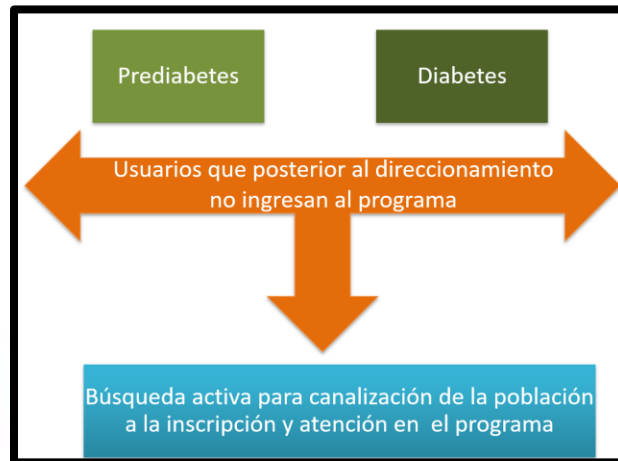 Prediabetes
Diabetes
Usuarios que posterior al direccionamiento
no ingresan al programa
Búsqueda activa para canalización de la población
a la inscripción y atención en  el programa